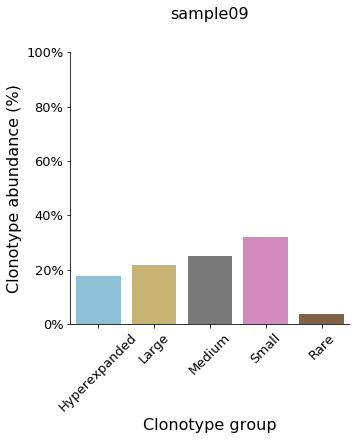 sample09
Clonotype abundance (%)
100%
80%
60%
40%
20%
0%
Hyperexpanded
Large
Medium
Small
Rare
Clonotype group